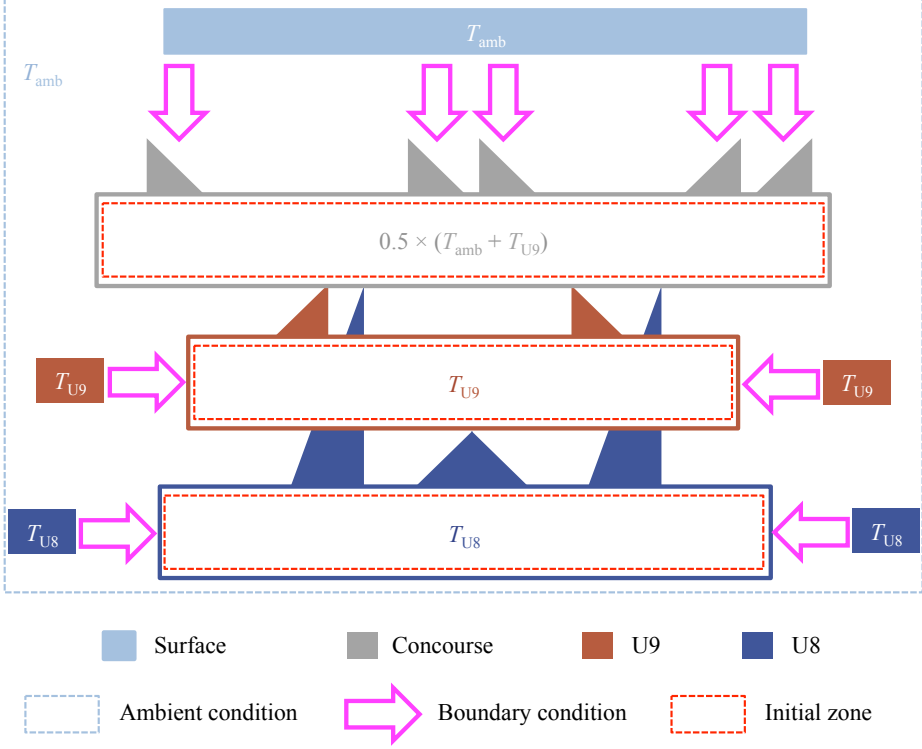 T_amb
T_amb
0.5 × (T_amb + T_U9)
T_U9 T_U9 T_U9
T_U8 T_U8 T_U8
Surface Concourse U9 U8
Ambient condition Boundary condition Initial zone